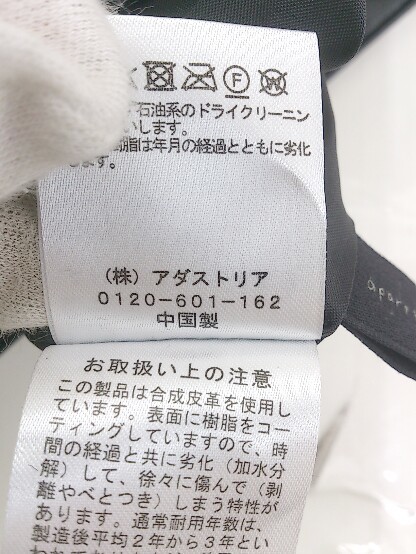 石油系のドライクリーニン
います。
脂は年月の経過とともに劣化
ます。
(株) アダストリア
0120-601-162
中国製
お取扱い上の注意
この製品は合成皮革を使用し
ています。表面に樹脂をコー
ティングしていますので、時
間の経過と共に劣化（加水分
解）して、徐々に傷んで（剥
離やべとつき）しまう特性が
あります。通常耐用年数は、
製造後平均２年から３年とい